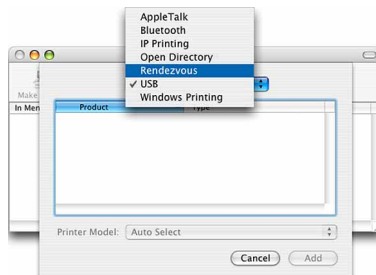 AppleTalk
Bluetooth
IP Printing
Open Directory
Rendezvous
✓ USB
Windows Printing
Make
In Men
Product
Type
Printer Model: Auto Select
Cancel Add